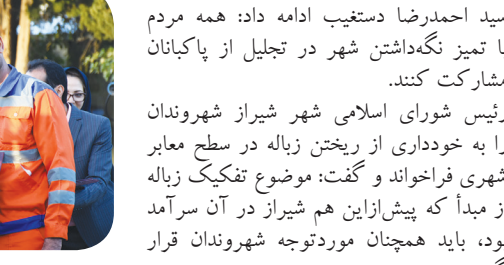 سید احمدرضا دستغیب ادامه داد: همه مردم
با تمیز نگه‌داشتن شهر در تجلیل از پاکبانان
مشارکت کنند.
رئیس شورای اسلامی شهر شیراز شهروندان
را به خودداری از ریختن زباله در سطح معابر
شهری فراخواند و گفت: موضوع تفکیک زباله
از مبدأ که پیش‌ازاین هم شیراز در آن سرآمد
بود، باید همچنان موردتوجه شهروندان قرار